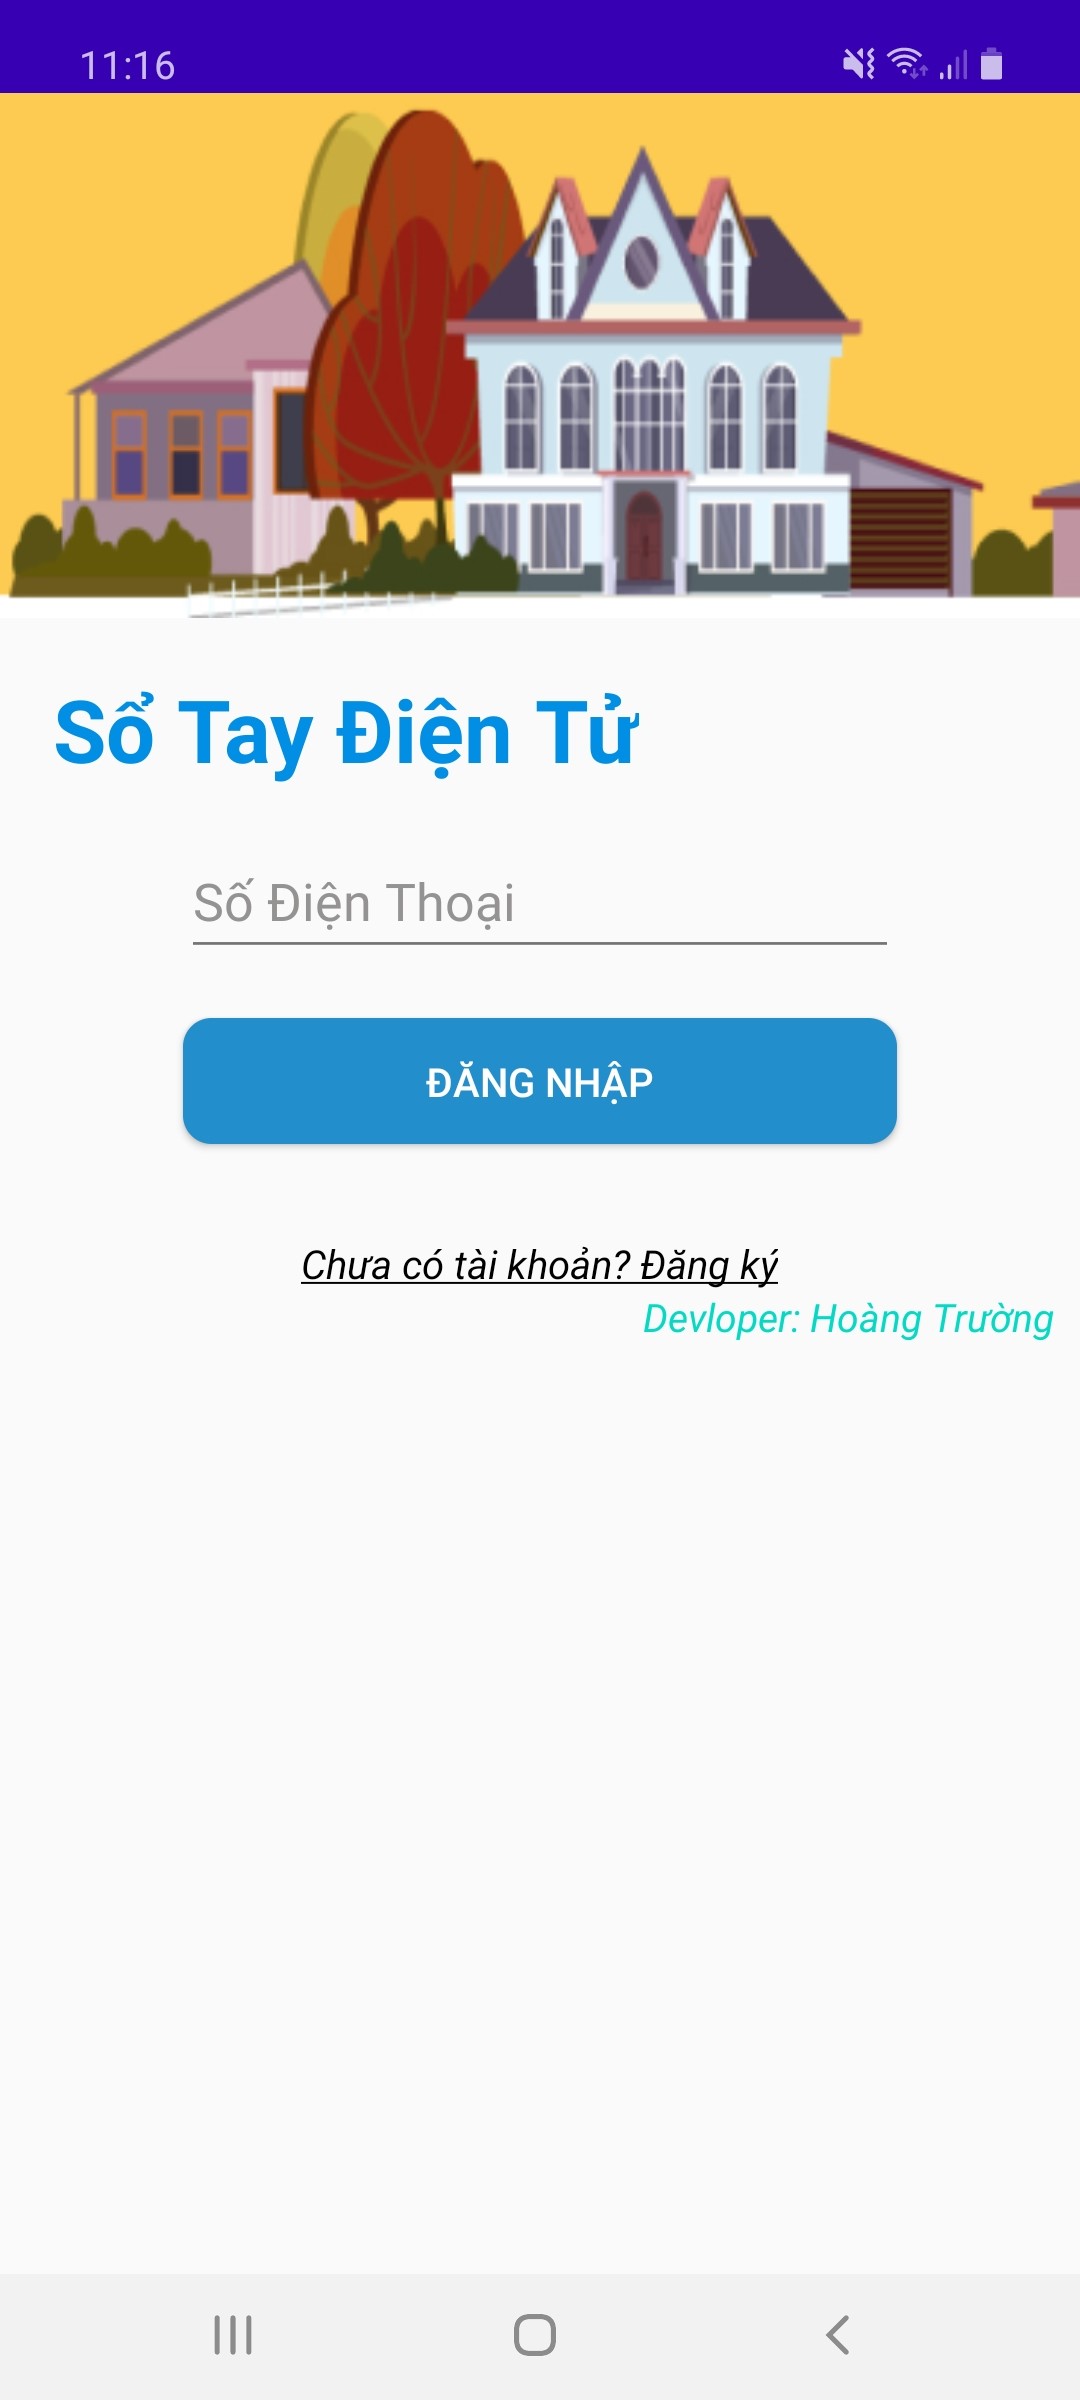 11:16
Sổ Tay Điện Tử
Số Điện Thoại
ĐĂNG NHẬP
Chưa có tài khoản? Đăng ký
Devloper: Hoàng Trường